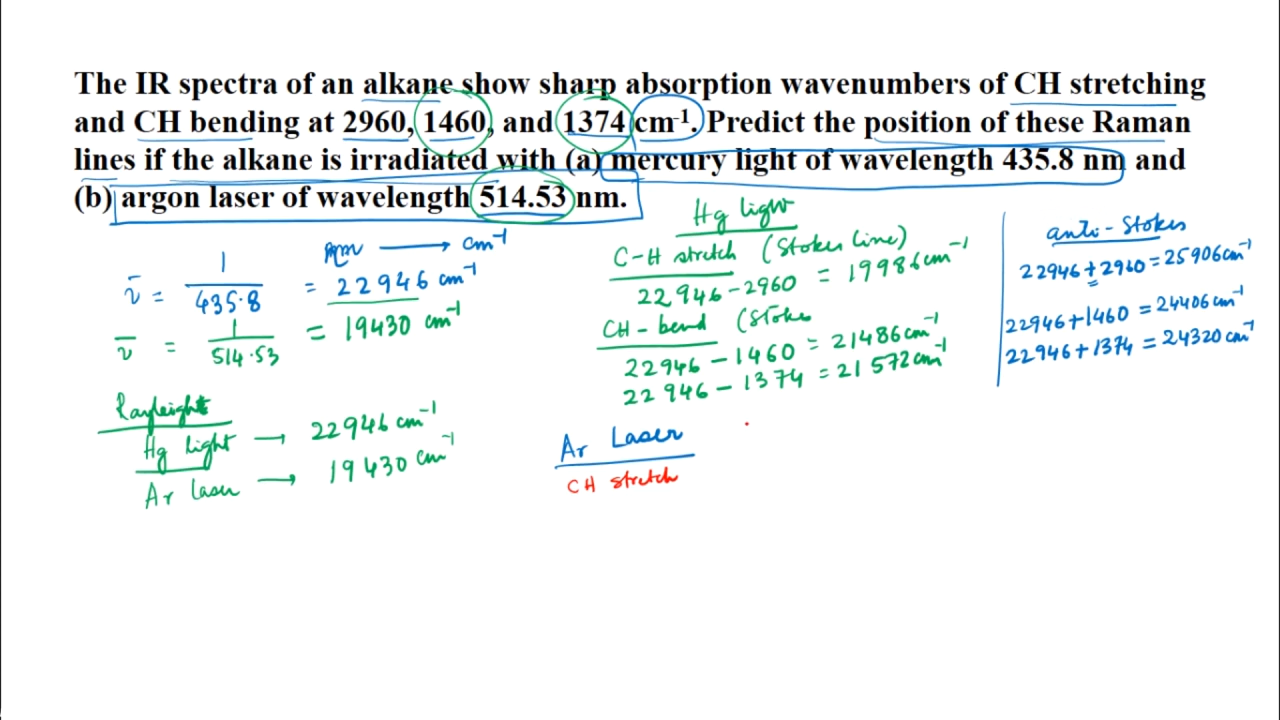 The IR spectra of an alkane show sharp absorption wavenumbers of CH stretching
and CH bending at 2960, 1460, and 1374 cm⁻¹. Predict the position of these Raman
lines if the alkane is irradiated with (a) mercury light of wavelength 435.8 nm and
(b) argon laser of wavelength 514.53 nm.
nm → cm⁻¹
ν̄ = 1/435.8 = 22946 cm⁻¹
ν̄ = 1/514.53 = 19430 cm⁻¹
Rayleigh
Hg light → 22946 cm⁻¹
Ar laser → 19430 cm⁻¹
Hg light
C-H stretch (Stokes line)
22946-2960 = 19986 cm⁻¹
CH-bend (Stokes
22946 - 1460 = 21486 cm⁻¹
22946 - 1374 = 21572 cm⁻¹
Ar Laser
CH stretch
anti-Stokes
22946+2960 = 25906 cm⁻¹
22946+1460 = 24406 cm⁻¹
22946+1374 = 24320 cm⁻¹